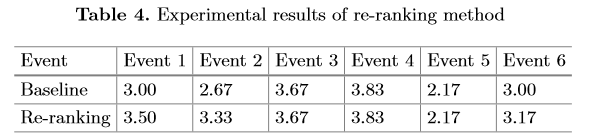 Table 4. Experimental results of re-ranking method
Event Event 1 Event 2 Event 3 Event 4 Event 5 Event 6
Baseline 3.00 2.67 3.67 3.83 2.17 3.00
Re-ranking 3.50 3.33 3.67 3.83 2.17 3.17